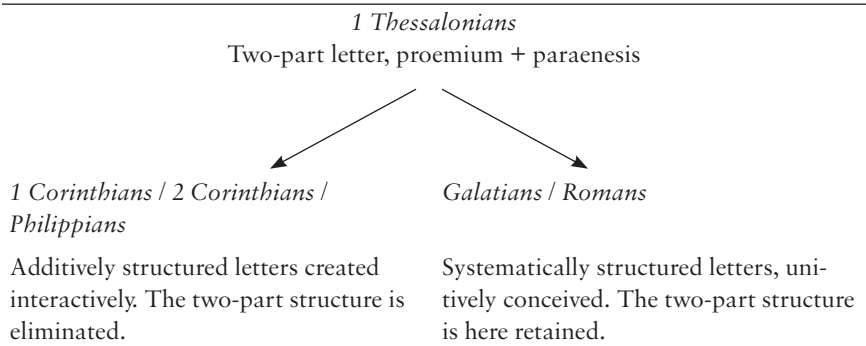 1 Thessalonians
Two-part letter, proemium + paraenesis
1 Corinthians / 2 Corinthians /
Philippians
Additively structured letters created
interactively. The two-part structure is
eliminated.
Galatians / Romans
Systematically structured letters, uni-
tively conceived. The two-part structure
is here retained.